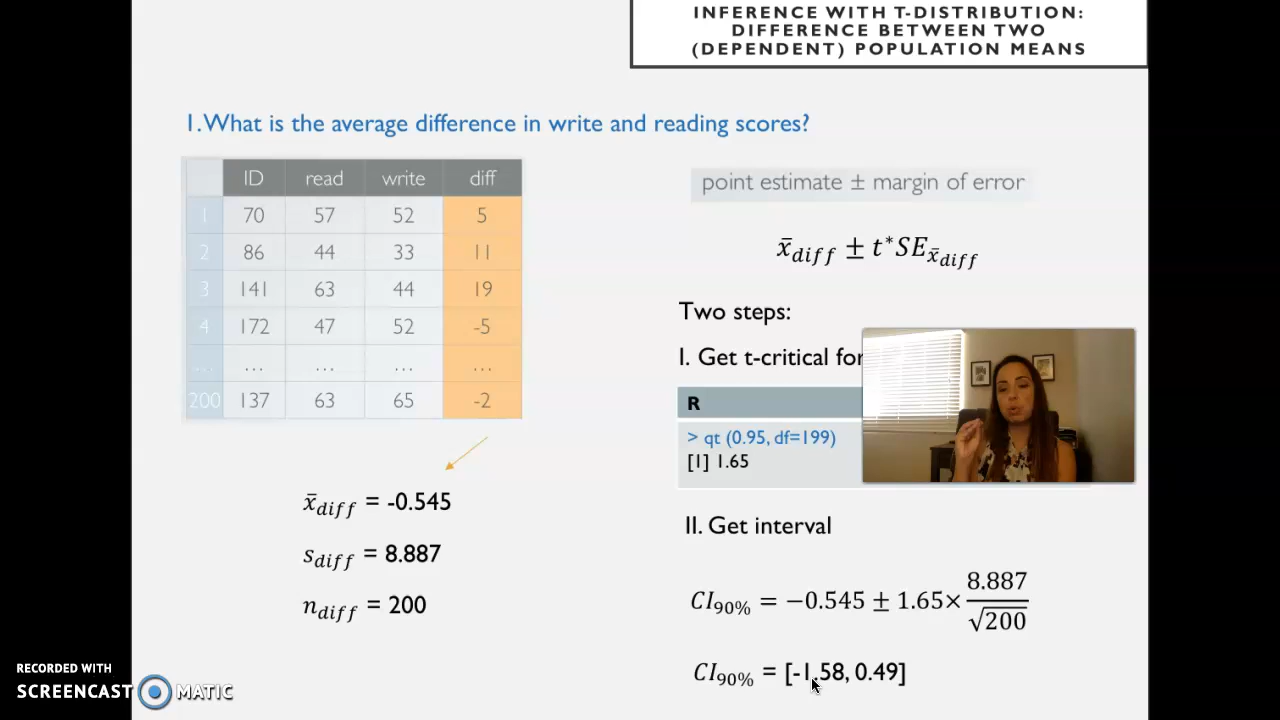 INFERENCE WITH T-DISTRIBUTION:
DIFFERENCE BETWEEN TWO
(DEPENDENT) POPULATION MEANS
1. What is the average difference in write and reading scores?
ID read write diff
1 70 57 52 5
2 86 44 33 11
3 141 63 44 19
4 172 47 52 -5
... ... ... ... ...
200 137 63 65 -2
x̄diff = -0.545
sdiff = 8.887
ndiff = 200
point estimate ± margin of error
x̄diff ± t*SEx̄diff
Two steps:
I. Get t-critical for
R
> qt (0.95, df=199)
[1] 1.65
II. Get interval
CI90% = −0.545 ± 1.65× 8.887/√200
CI90% = [-1.58, 0.49]
RECORDED WITH
SCREENCAST MATIC